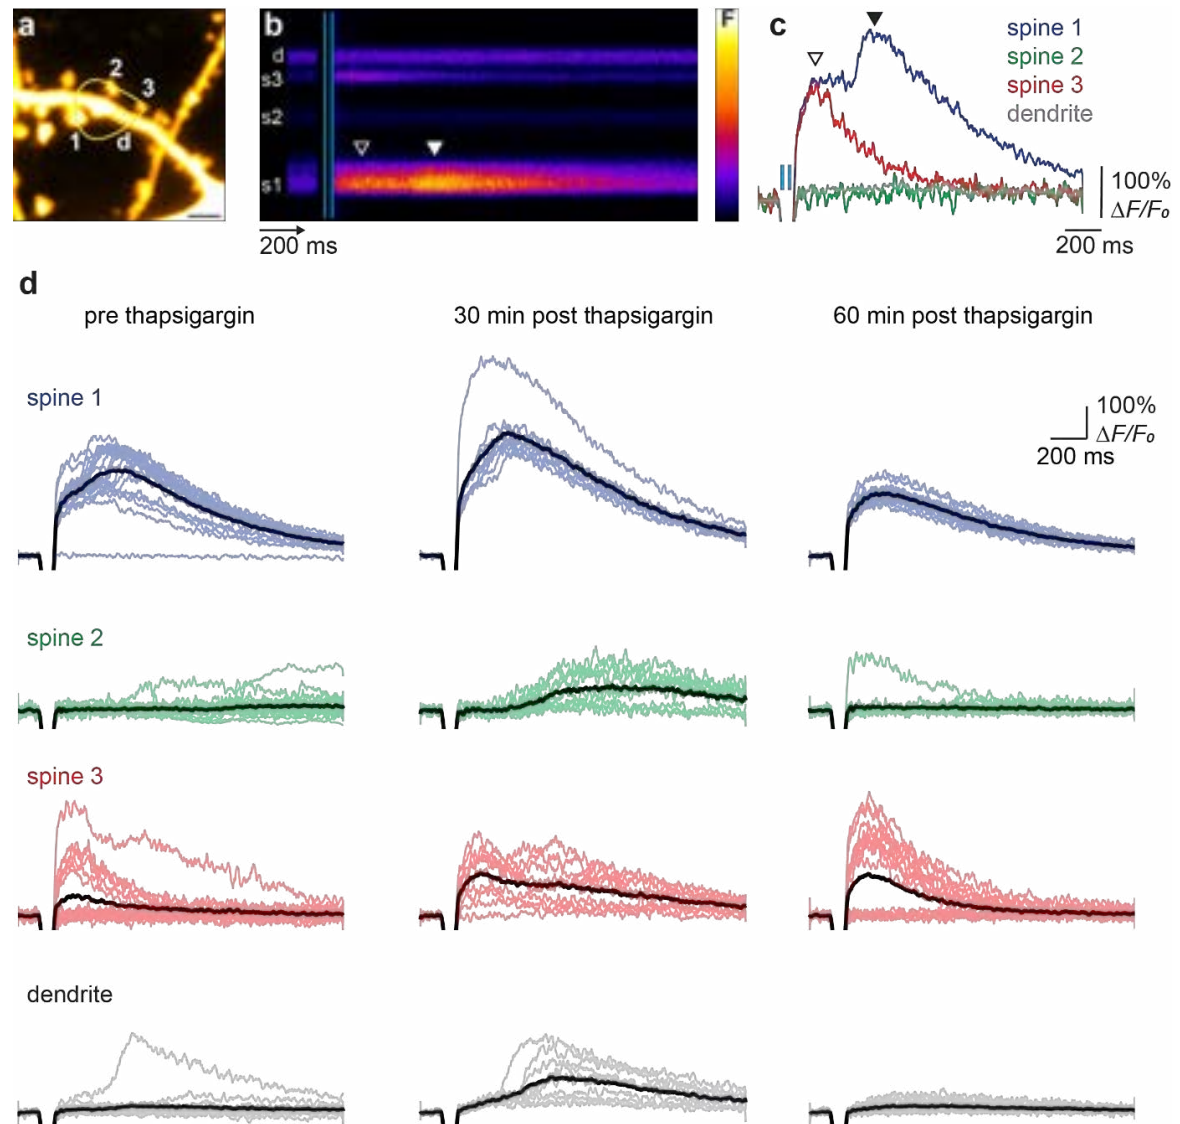 a
2
3
1
d
b
d
s3
s2
s1
200 ms
F
c
spine 1
spine 2
spine 3
dendrite
100%
ΔF/F₀
200 ms
d
pre thapsigargin
30 min post thapsigargin
60 min post thapsigargin
spine 1
100%
ΔF/F₀
200 ms
spine 2
spine 3
dendrite